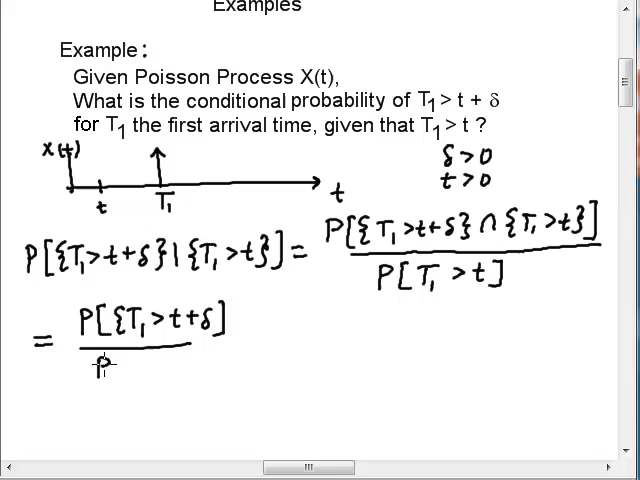 Examples
Example:
Given Poisson Process X(t),
What is the conditional probability of T₁ > t + δ
for T₁ the first arrival time, given that T₁ > t ?
X(t)
δ > 0
t > 0
t
T₁
t
P[{T₁ > t + δ} | {T₁ > t}] = P[{T₁ > t + δ} ∩ {T₁ > t}]
P[T₁ > t]
= P[{T₁ > t + δ]
P